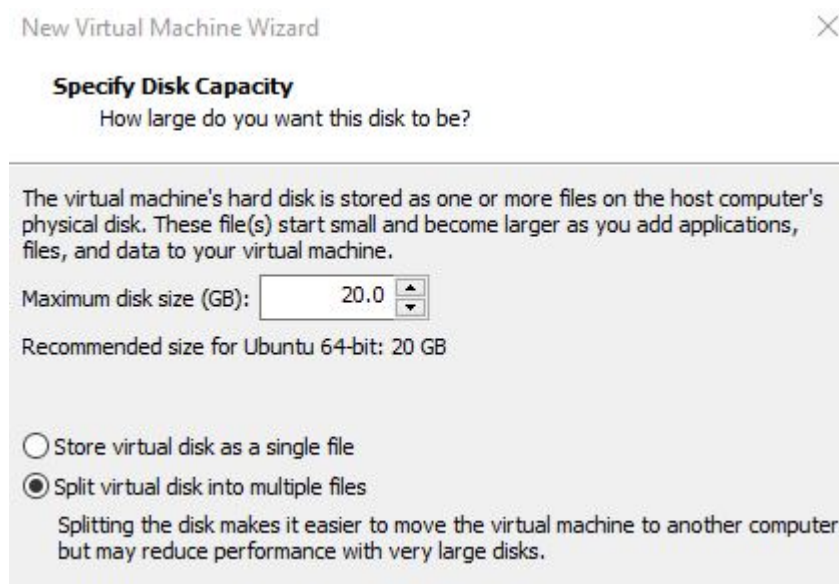 New Virtual Machine Wizard
Specify Disk Capacity
How large do you want this disk to be?
The virtual machine's hard disk is stored as one or more files on the host computer's
physical disk. These file(s) start small and become larger as you add applications,
files, and data to your virtual machine.
Maximum disk size (GB): 20.0
Recommended size for Ubuntu 64-bit: 20 GB
Store virtual disk as a single file
Split virtual disk into multiple files
Splitting the disk makes it easier to move the virtual machine to another computer
but may reduce performance with very large disks.